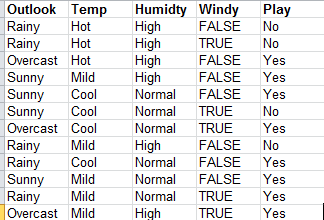 Outlook Temp Humidty Windy Play
Rainy Hot High FALSE No
Rainy Hot High TRUE No
Overcast Hot High FALSE Yes
Sunny Mild High FALSE Yes
Sunny Cool Normal FALSE Yes
Sunny Cool Normal TRUE No
Overcast Cool Normal TRUE Yes
Rainy Mild High FALSE No
Rainy Cool Normal FALSE Yes
Sunny Mild Normal FALSE Yes
Rainy Mild Normal TRUE Yes
Overcast Mild High TRUE Yes